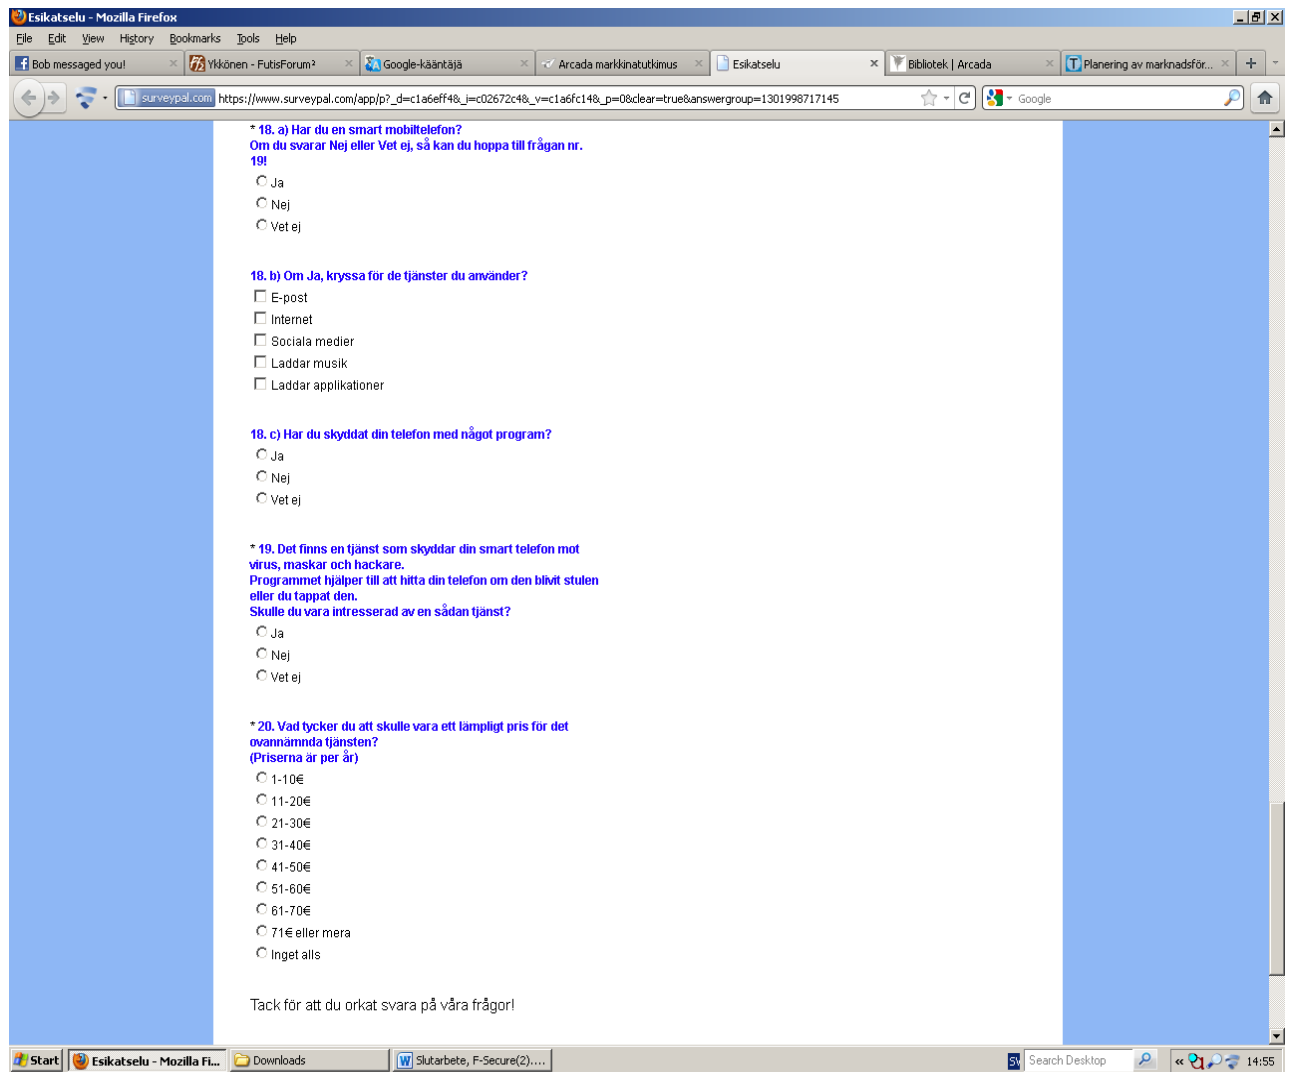 Esikatselu - Mozilla Firefox
File Edit View History Bookmarks Tools Help
Bob messaged you! Ykkönen - FutisForum² Google-kääntäjä Arcada markkinatutkimus Esikatselu Bibliotek | Arcada Planering av marknadsför...
surveypal.com https://www.surveypal.com/app/p?_d=c1a6eff4&_i=c02672c4&_v=c1a6fc14&_p=0&clear=true&answergroup=1301998717145 Google
* 18. a) Har du en smart mobiltelefon?
Om du svarar Nej eller Vet ej, så kan du hoppa till frågan nr.
19!
Ja
Nej
Vet ej
18. b) Om Ja, kryssa för de tjänster du använder?
E-post
Internet
Sociala medier
Laddar musik
Laddar applikationer
18. c) Har du skyddat din telefon med något program?
Ja
Nej
Vet ej
* 19. Det finns en tjänst som skyddar din smart telefon mot
virus, maskar och hackare.
Programmet hjälper till att hitta din telefon om den blivit stulen
eller du tappat den.
Skulle du vara intresserad av en sådan tjänst?
Ja
Nej
Vet ej
* 20. Vad tycker du att skulle vara ett lämpligt pris för det
ovannämnda tjänsten?
(Priserna är per år)
1-10€
11-20€
21-30€
31-40€
41-50€
51-60€
61-70€
71€ eller mera
Inget alls
Tack för att du orkat svara på våra frågor!
Start Esikatselu - Mozilla Fi... Downloads Slutarbete, F-Secure(2).... SV Search Desktop « 14:55